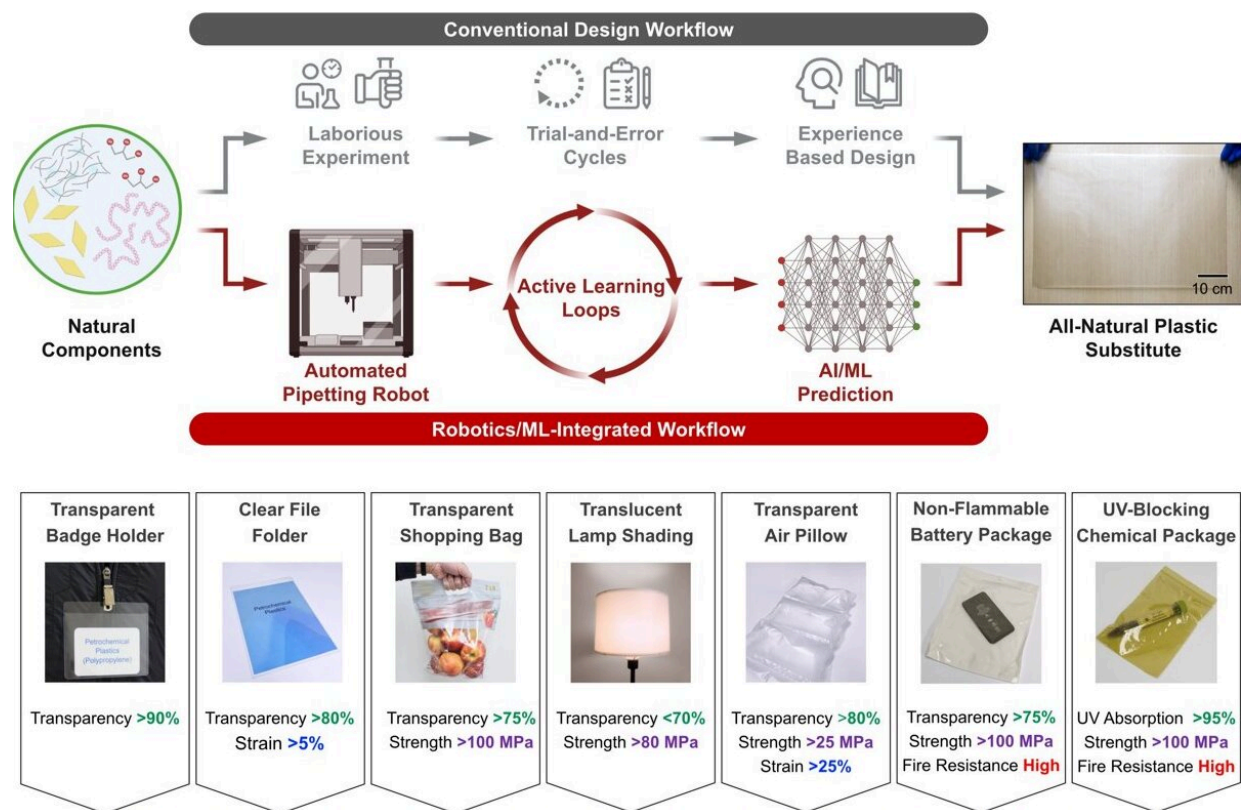 Conventional Design Workflow
Laborious
Experiment
Trial-and-Error
Cycles
Experience
Based Design
Natural
Components
Automated
Pipetting Robot
Active Learning
Loops
AI/ML
Prediction
10 cm
All-Natural Plastic
Substitute
Robotics/ML-Integrated Workflow
Transparent
Badge Holder
Petrochemical
Plastics
(Polypropylene)
Transparency >90%
Clear File
Folder
Petrochemical
Plastics
Transparency >80%
Strain >5%
Transparent
Shopping Bag
Transparency >75%
Strength >100 MPa
Translucent
Lamp Shading
Transparency <70%
Strength >80 MPa
Transparent
Air Pillow
Transparency >80%
Strength >25 MPa
Strain >25%
Non-Flammable
Battery Package
Transparency >75%
Strength >100 MPa
Fire Resistance High
UV-Blocking
Chemical Package
UV Absorption >95%
Strength >100 MPa
Fire Resistance High